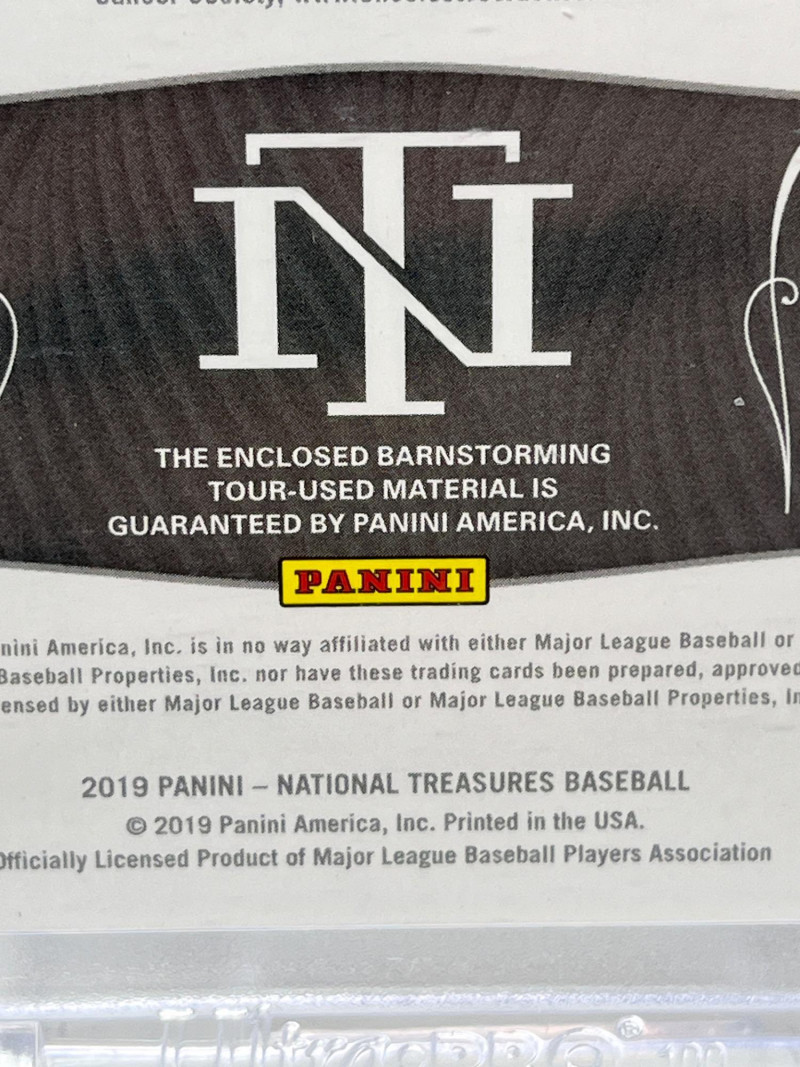 NT
THE ENCLOSED BARNSTORMING
TOUR-USED MATERIAL IS
GUARANTEED BY PANINI AMERICA, INC.
PANINI
nini America, Inc. is in no way affiliated with either Major League Baseball or
Baseball Properties, Inc. nor have these trading cards been prepared, approved
ensed by either Major League Baseball or Major League Baseball Properties, In
2019 PANINI – NATIONAL TREASURES BASEBALL
© 2019 Panini America, Inc. Printed in the USA.
Officially Licensed Product of Major League Baseball Players Association
UltraPRO ®